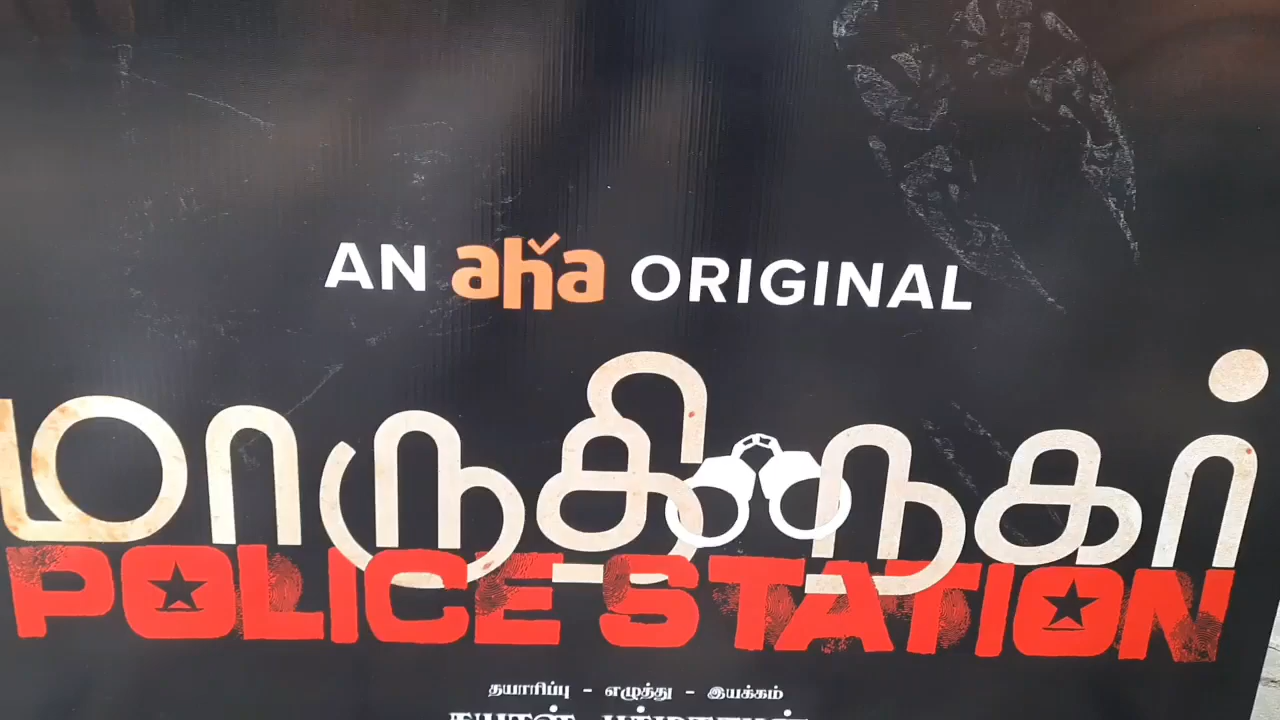 AN aha ORIGINAL
மாருதி நகர்
POLICE STATION
தயாரிப்பு - எழுத்து - இயக்கம்